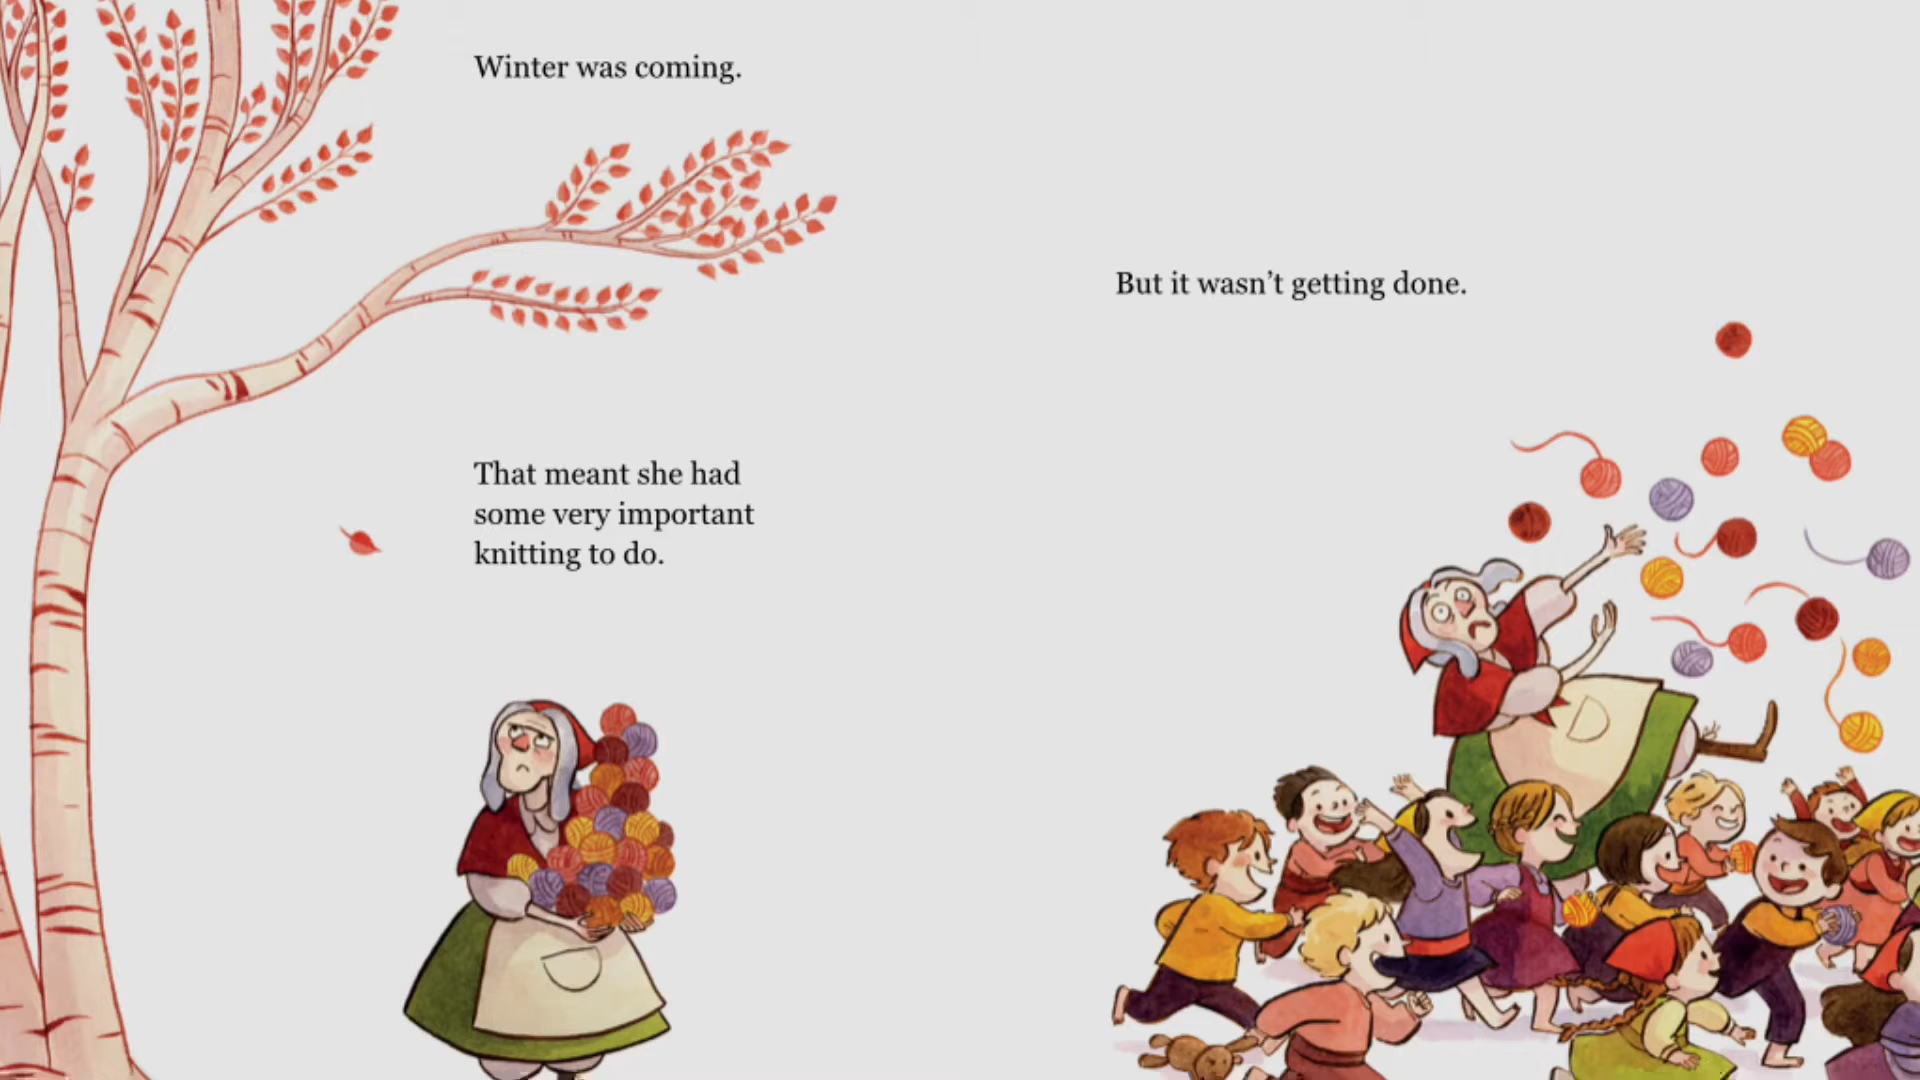 Winter was coming.
That meant she had
some very important
knitting to do.
But it wasn’t getting done.